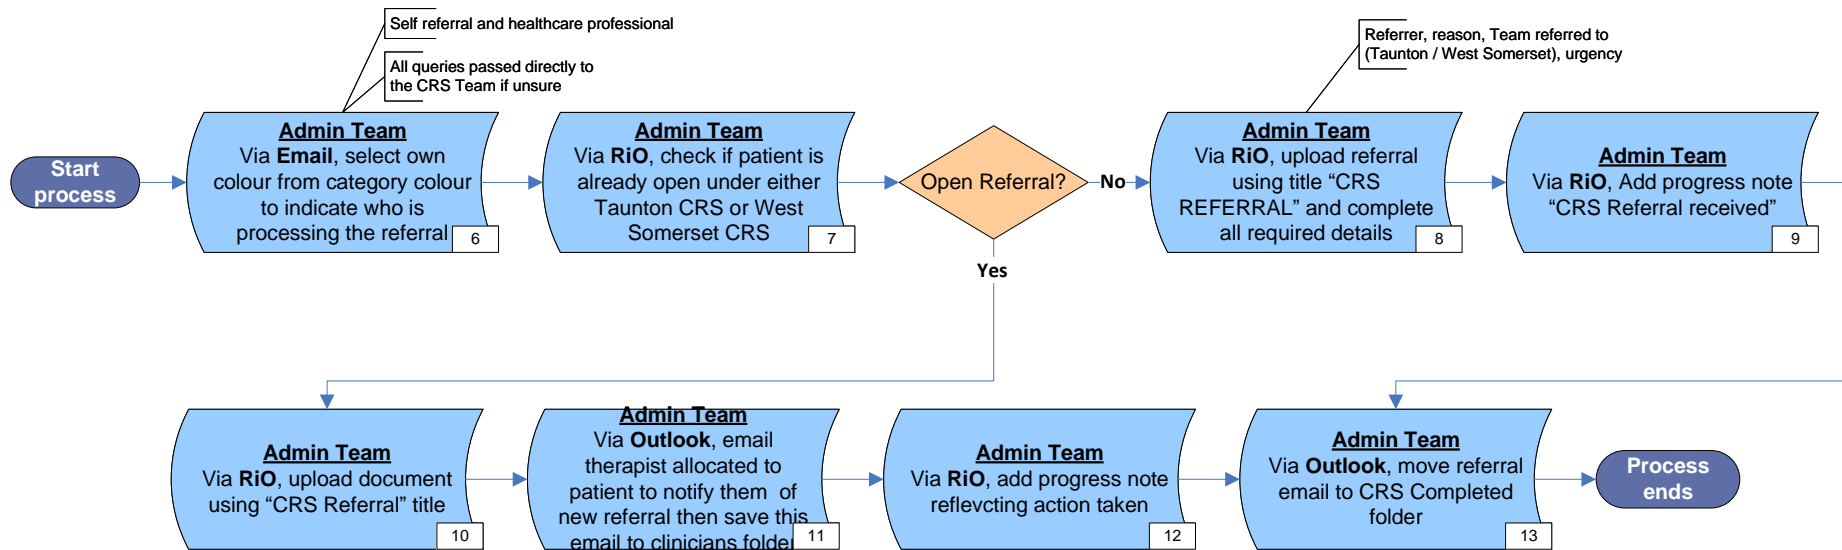 Self referral and healthcare professional
All queries passed directly to
the CRS Team if unsure
Referrer, reason, Team referred to
(Taunton / West Somerset), urgency
Start
process
Admin Team
Via Email, select own
colour from category colour
to indicate who is
processing the referral
6
Admin Team
Via RiO, check if patient is
already open under either
Taunton CRS or West
Somerset CRS
7
Open Referral?
No
Yes
Admin Team
Via RiO, upload referral
using title “CRS
REFERRAL” and complete
all required details
8
Admin Team
Via RiO, Add progress note
“CRS Referral received”
9
Admin Team
Via RiO, upload document
using “CRS Referral” title
10
Admin Team
Via Outlook, email
therapist allocated to
patient to notify them of
new referral then save this
email to clinicians folder
11
Admin Team
Via RiO, add progress note
reflevcting action taken
12
Admin Team
Via Outlook, move referral
email to CRS Completed
folder
13
Process
ends